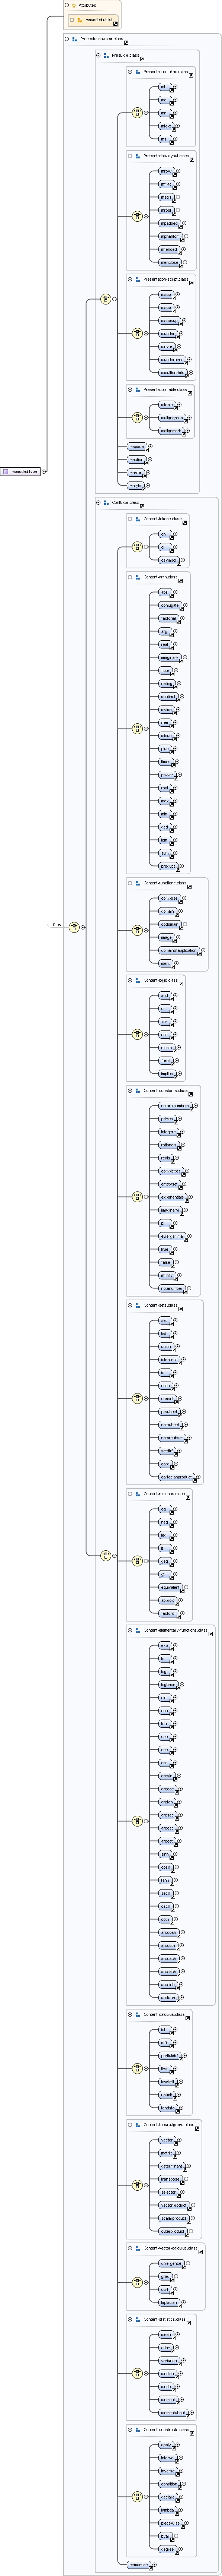 Attributes
mpadded.attlist
Presentation-expr.class
PresExpr.class
Presentation-token.class
mi
mo
mn
mtext
ms
Presentation-layout.class
mrow
mfrac
msqrt
mroot
mpadded
mphantom
mfenced
menclose
Presentation-script.class
msub
msup
msubsup
munder
mover
munderover
mmultiscripts
Presentation-table.class
mtable
maligngroup
malignmark
mspace
maction
merror
mstyle
mpadded.type
ContExpr.class
Content-tokens.class
cn
ci
csymbol
Content-arith.class
abs
conjugate
factorial
arg
real
imaginary
floor
ceiling
quotient
divide
rem
minus
plus
times
power
root
max
min
gcd
lcm
sum
product
Content-functions.class
compose
domain
codomain
image
domainofapplication
ident
Content-logic.class
and
or
xor
not
exists
forall
implies
Content-constants.class
naturalnumbers
primes
integers
rationals
reals
complexes
emptyset
exponentiale
imaginaryi
pi
eulergamma
true
false
infinity
notanumber
Content-sets.class
set
list
union
intersect
in
notin
subset
prsubset
notsubset
notprsubset
setdiff
card
cartesianproduct
Content-relations.class
eq
neq
leq
lt
geq
gt
equivalent
approx
factorof
Content-elementary-functions.class
exp
ln
log
logbase
sin
cos
tan
sec
csc
cot
arcsin
arccos
arctan
arcsec
arccsc
arccot
sinh
cosh
tanh
sech
csch
coth
arccosh
arccoth
arccsch
arcsech
arcsinh
arctanh
Content-calculus.class
int
diff
partialdiff
limit
lowlimit
uplimit
tendsto
Content-linear-algebra.class
vector
matrix
determinant
transpose
selector
vectorproduct
scalarproduct
outerproduct
Content-vector-calculus.class
divergence
grad
curl
laplacian
Content-statistics.class
mean
sdev
variance
median
mode
moment
momentabout
Content-constructs.class
apply
interval
inverse
condition
declare
lambda
piecewise
bvar
degree
semantics